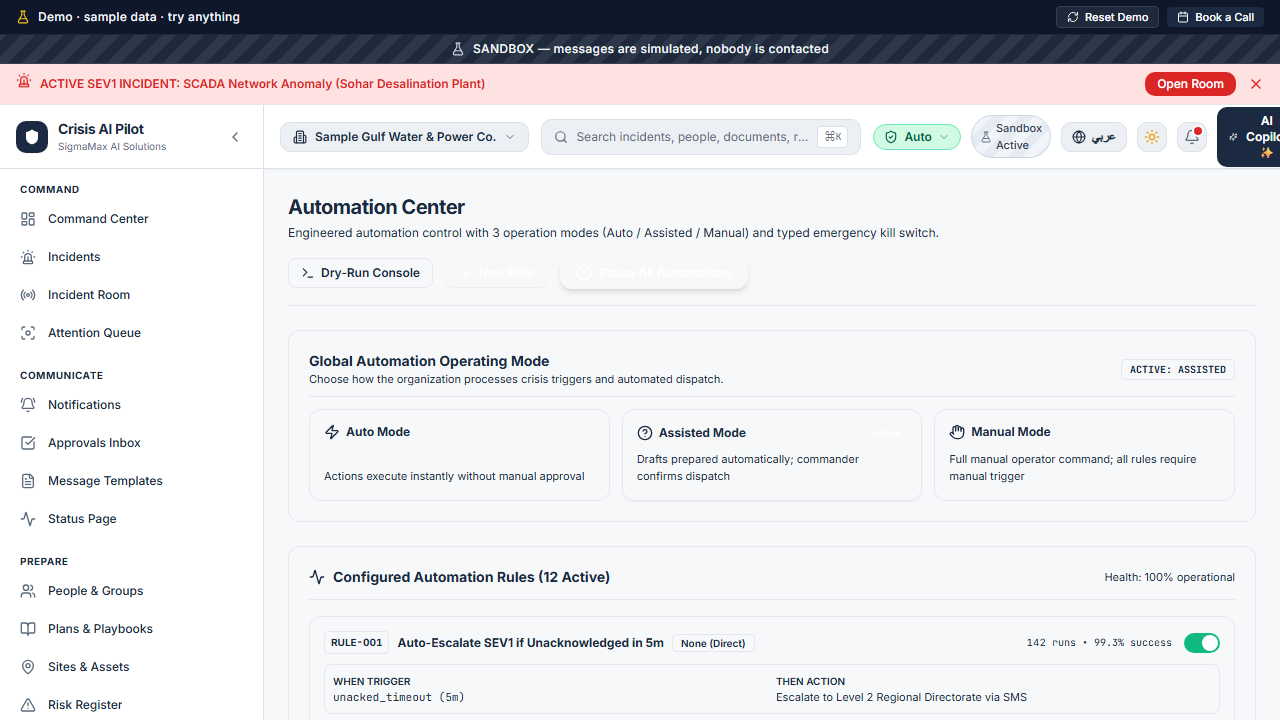 Demo · sample data · try anything
Reset Demo
Book a Call
SANDBOX — messages are simulated, nobody is contacted
ACTIVE SEV1 INCIDENT: SCADA Network Anomaly (Sohar Desalination Plant)
Open Room
Crisis AI Pilot
SigmaMax AI Solutions
Sample Gulf Water & Power Co.
Search incidents, people, documents, r...
⌘K
Auto
Sandbox
Active
عربي
AI
Copilot
COMMAND
Command Center
Incidents
Incident Room
Attention Queue
COMMUNICATE
Notifications
Approvals Inbox
Message Templates
Status Page
PREPARE
People & Groups
Plans & Playbooks
Sites & Assets
Risk Register
Automation Center
Engineered automation control with 3 operation modes (Auto / Assisted / Manual) and typed emergency kill switch.
Dry-Run Console
New Rule
Pause All Automations
Global Automation Operating Mode
Choose how the organization processes crisis triggers and automated dispatch.
ACTIVE: ASSISTED
Auto Mode
Actions execute instantly without manual approval
Assisted Mode
Active
Drafts prepared automatically; commander
confirms dispatch
Manual Mode
Full manual operator command; all rules require
manual trigger
Configured Automation Rules (12 Active)
Health: 100% operational
RULE-001
Auto-Escalate SEV1 if Unacknowledged in 5m
None (Direct)
142 runs • 99.3% success
WHEN TRIGGER
unacked_timeout (5m)
THEN ACTION
Escalate to Level 2 Regional Directorate via SMS